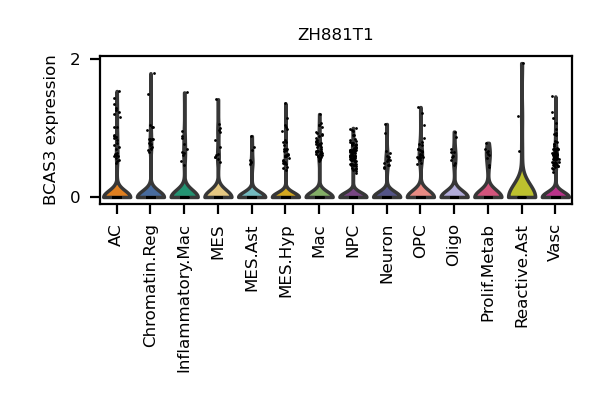 ZH881T1
BCAS3 expression
2
0
AC
Chromatin.Reg
Inflammatory.Mac
MES
MES.Ast
MES.Hyp
Mac
NPC
Neuron
OPC
Oligo
Prolif.Metab
Reactive.Ast
Vasc